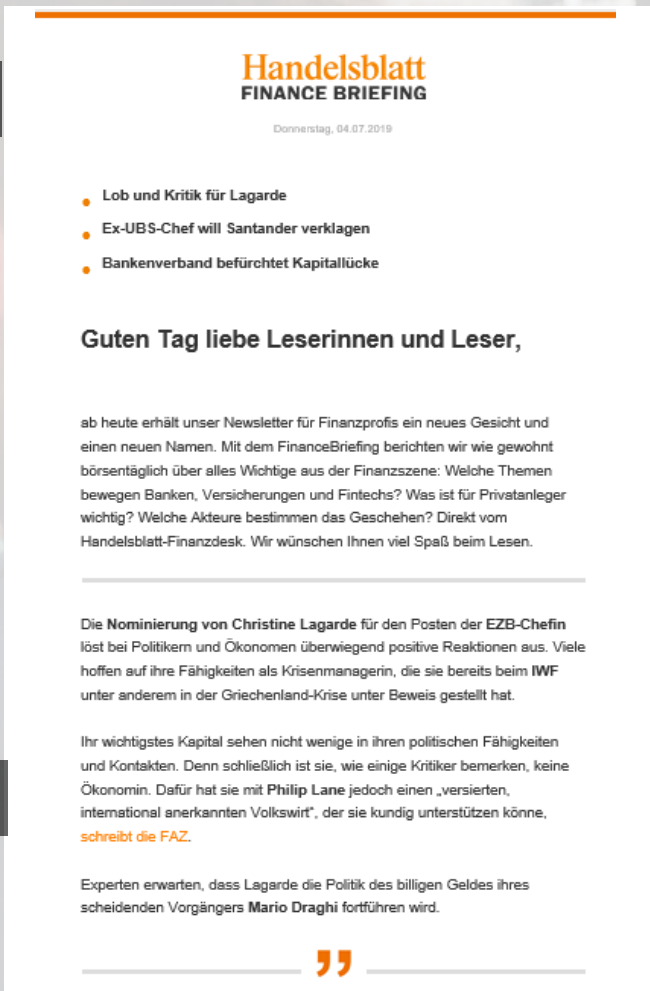 Handelsblatt
FINANCE BRIEFING
Donnerstag, 04.07.2019
Lob und Kritik für Lagarde
Ex-UBS-Chef will Santander verklagen
Bankenverband befürchtet Kapitallücke
Guten Tag liebe Leserinnen und Leser,
ab heute erhält unser Newsletter für Finanzprofis ein neues Gesicht und
einen neuen Namen. Mit dem FinanceBriefing berichten wir wie gewohnt
börsentäglich über alles Wichtige aus der Finanzszene: Welche Themen
bewegen Banken, Versicherungen und Fintechs? Was ist für Privatanleger
wichtig? Welche Akteure bestimmen das Geschehen? Direkt vom
Handelsblatt-Finanzdesk. Wir wünschen Ihnen viel Spaß beim Lesen.
Die Nominierung von Christine Lagarde für den Posten der EZB-Chefin
löst bei Politikern und Ökonomen überwiegend positive Reaktionen aus. Viele
hoffen auf ihre Fähigkeiten als Krisenmanagerin, die sie bereits beim IWF
unter anderem in der Griechenland-Krise unter Beweis gestellt hat.
Ihr wichtigstes Kapital sehen nicht wenige in ihren politischen Fähigkeiten
und Kontakten. Denn schließlich ist sie, wie einige Kritiker bemerken, keine
Ökonomin. Dafür hat sie mit Philip Lane jedoch einen „versierten,
international anerkannten Volkswirt“, der sie kundig unterstützen könne,
schreibt die FAZ.
Experten erwarten, dass Lagarde die Politik des billigen Geldes ihres
scheidenden Vorgängers Mario Draghi fortführen wird.
”